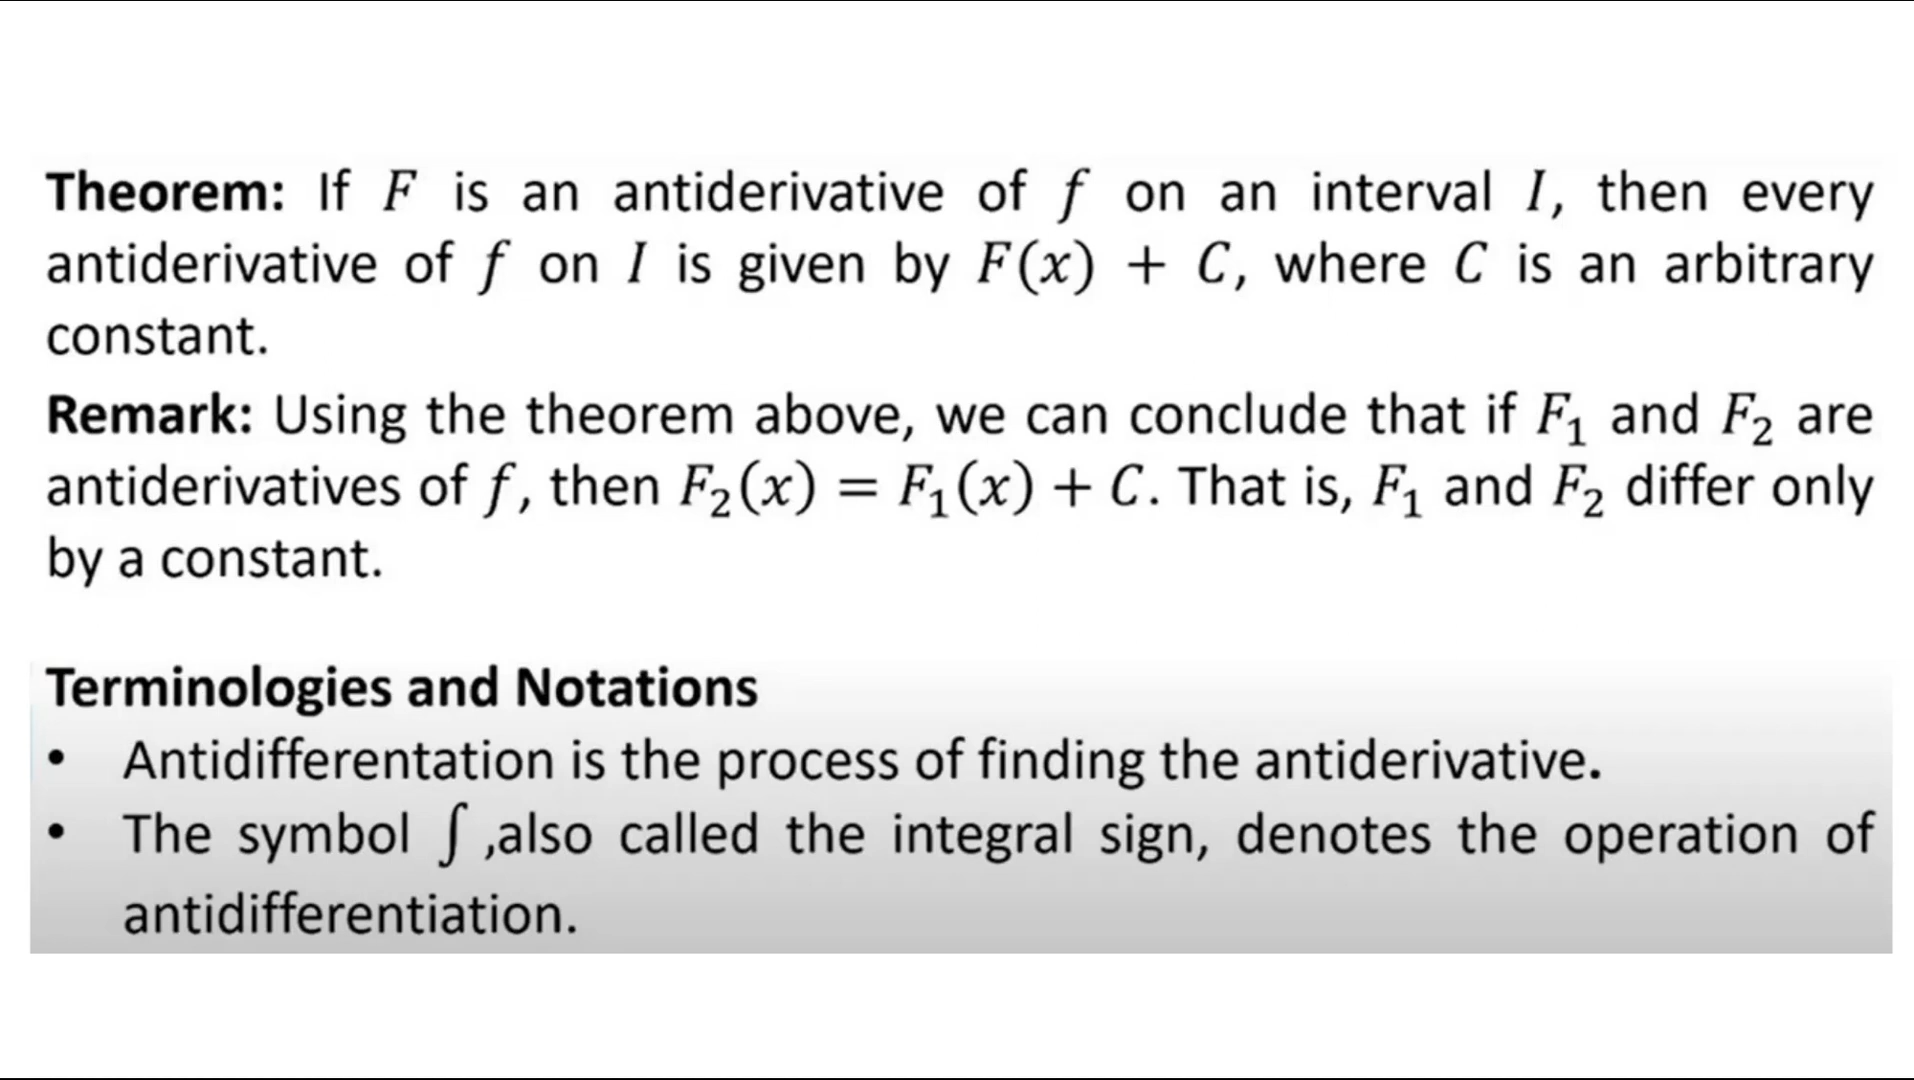 Theorem: If F is an antiderivative of f on an interval I, then every
antiderivative of f on I is given by F(x) + C, where C is an arbitrary
constant.
Remark: Using the theorem above, we can conclude that if F₁ and F₂ are
antiderivatives of f, then F₂(x) = F₁(x) + C. That is, F₁ and F₂ differ only
by a constant.
Terminologies and Notations
• Antidifferentation is the process of finding the antiderivative.
• The symbol ∫ ,also called the integral sign, denotes the operation of
antidifferentiation.